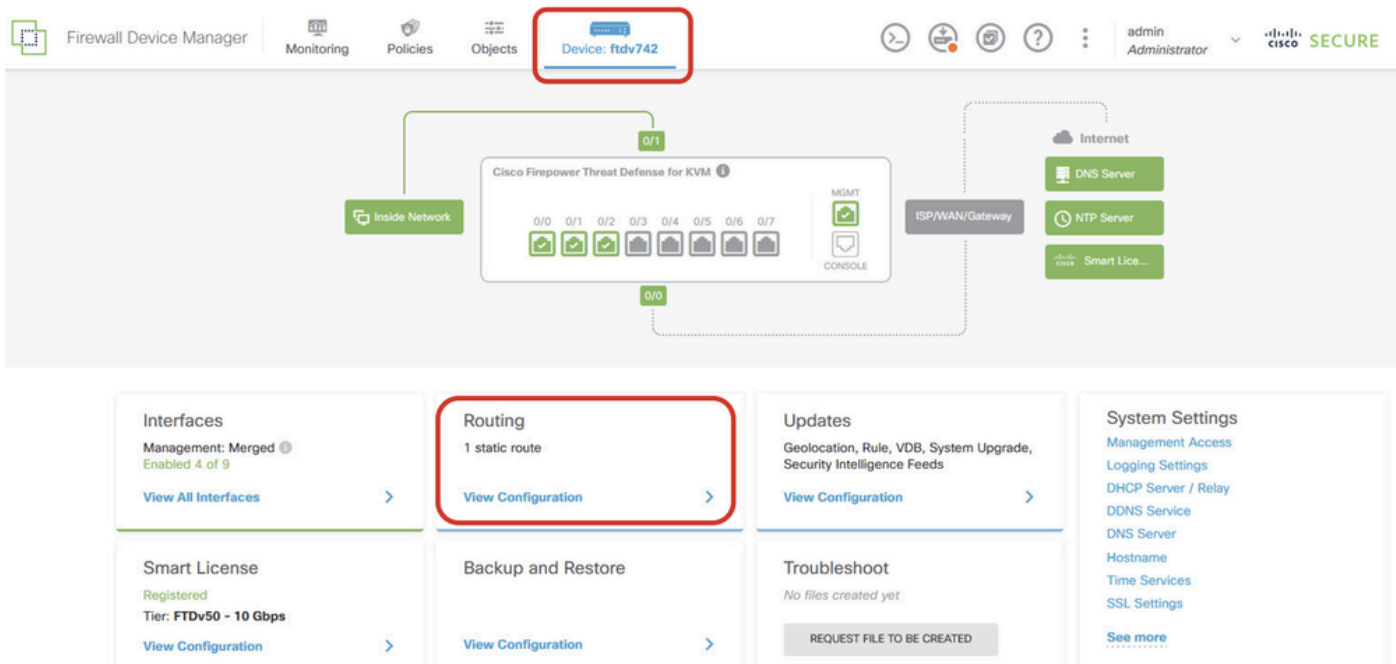 Firewall Device Manager
Monitoring
Policies
Objects
Device: ftdv742
>_
?
admin
Administrator
cisco SECURE
0/1
Internet
Cisco Firepower Threat Defense for KVM i
DNS Server
MGMT
Inside Network
0/0 0/1 0/2 0/3 0/4 0/5 0/6 0/7
ISP/WAN/Gateway
NTP Server
CONSOLE
cisco Smart Lice...
0/0
Interfaces
Management: Merged i
Enabled 4 of 9
View All Interfaces
Routing
1 static route
View Configuration
Updates
Geolocation, Rule, VDB, System Upgrade,
Security Intelligence Feeds
View Configuration
System Settings
Management Access
Logging Settings
DHCP Server / Relay
DDNS Service
DNS Server
Hostname
Time Services
SSL Settings
See more
Smart License
Registered
Tier: FTDv50 - 10 Gbps
View Configuration
Backup and Restore
View Configuration
Troubleshoot
No files created yet
REQUEST FILE TO BE CREATED